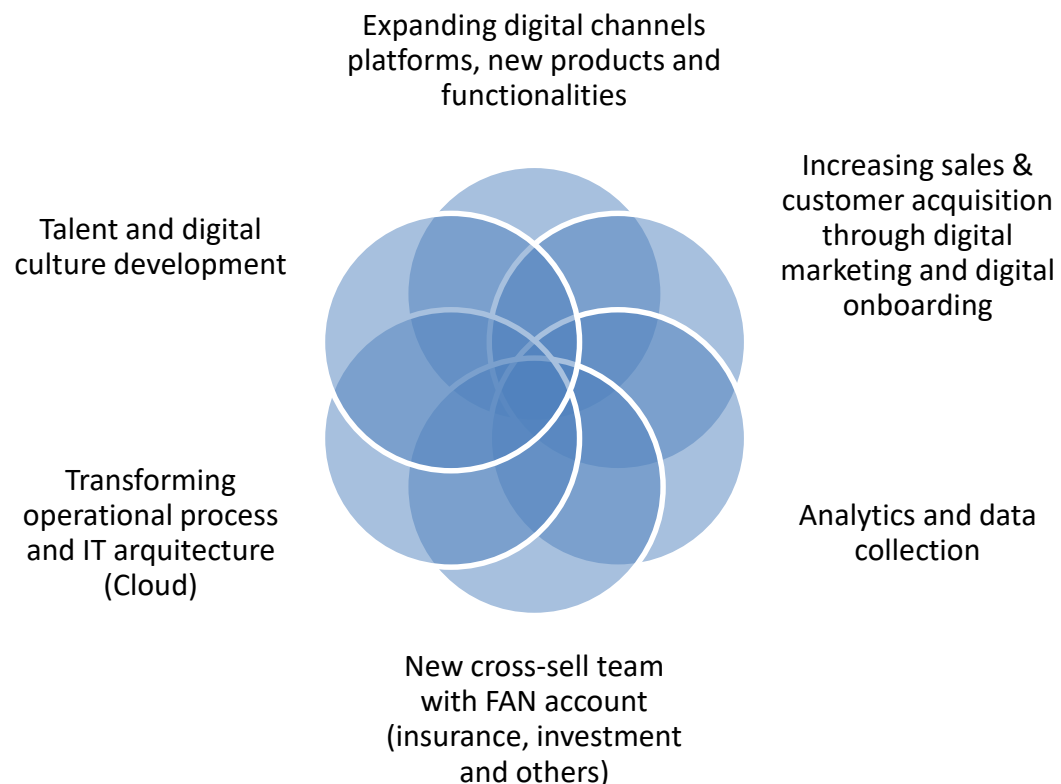 Expanding digital channels
platforms, new products and
functionalities
Increasing sales &
customer acquisition
through digital
marketing and digital
onboarding
Analytics and data
collection
New cross-sell team
with FAN account
(insurance, investment
and others)
Transforming
operational process
and IT arquitecture
(Cloud)
Talent and digital
culture development